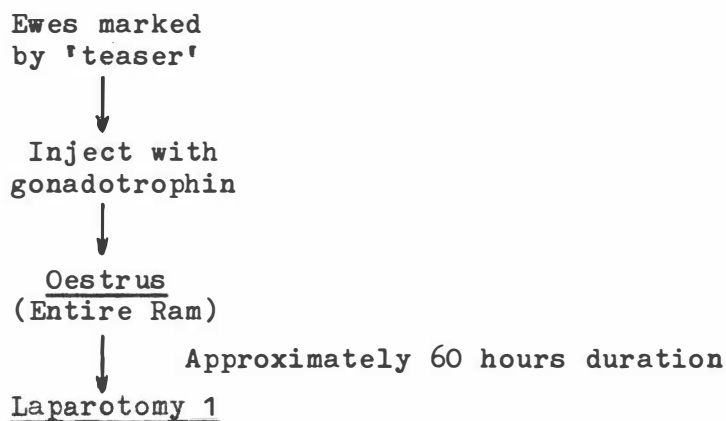 Ewes marked
by 'teaser'
Inject with
gonadotrophin
Oestrus
(Entire Ram)
Approximately 60 hours duration
Laparotomy 1